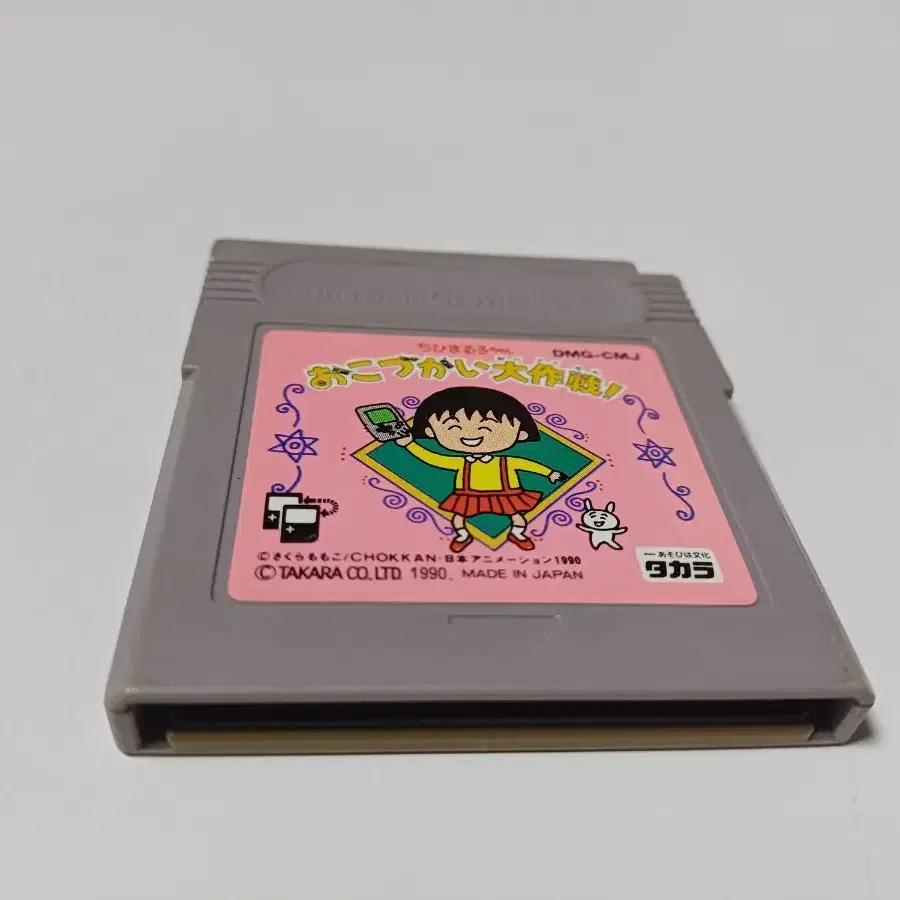 ちびまる子ちゃん
DMG-CMJ
おこづかい大作戦!
©さくらももこ/CHOKKAN・日本アニメーション1990
© TAKARA CO.,LTD. 1990. MADE IN JAPAN
あそびは文化
タカラ